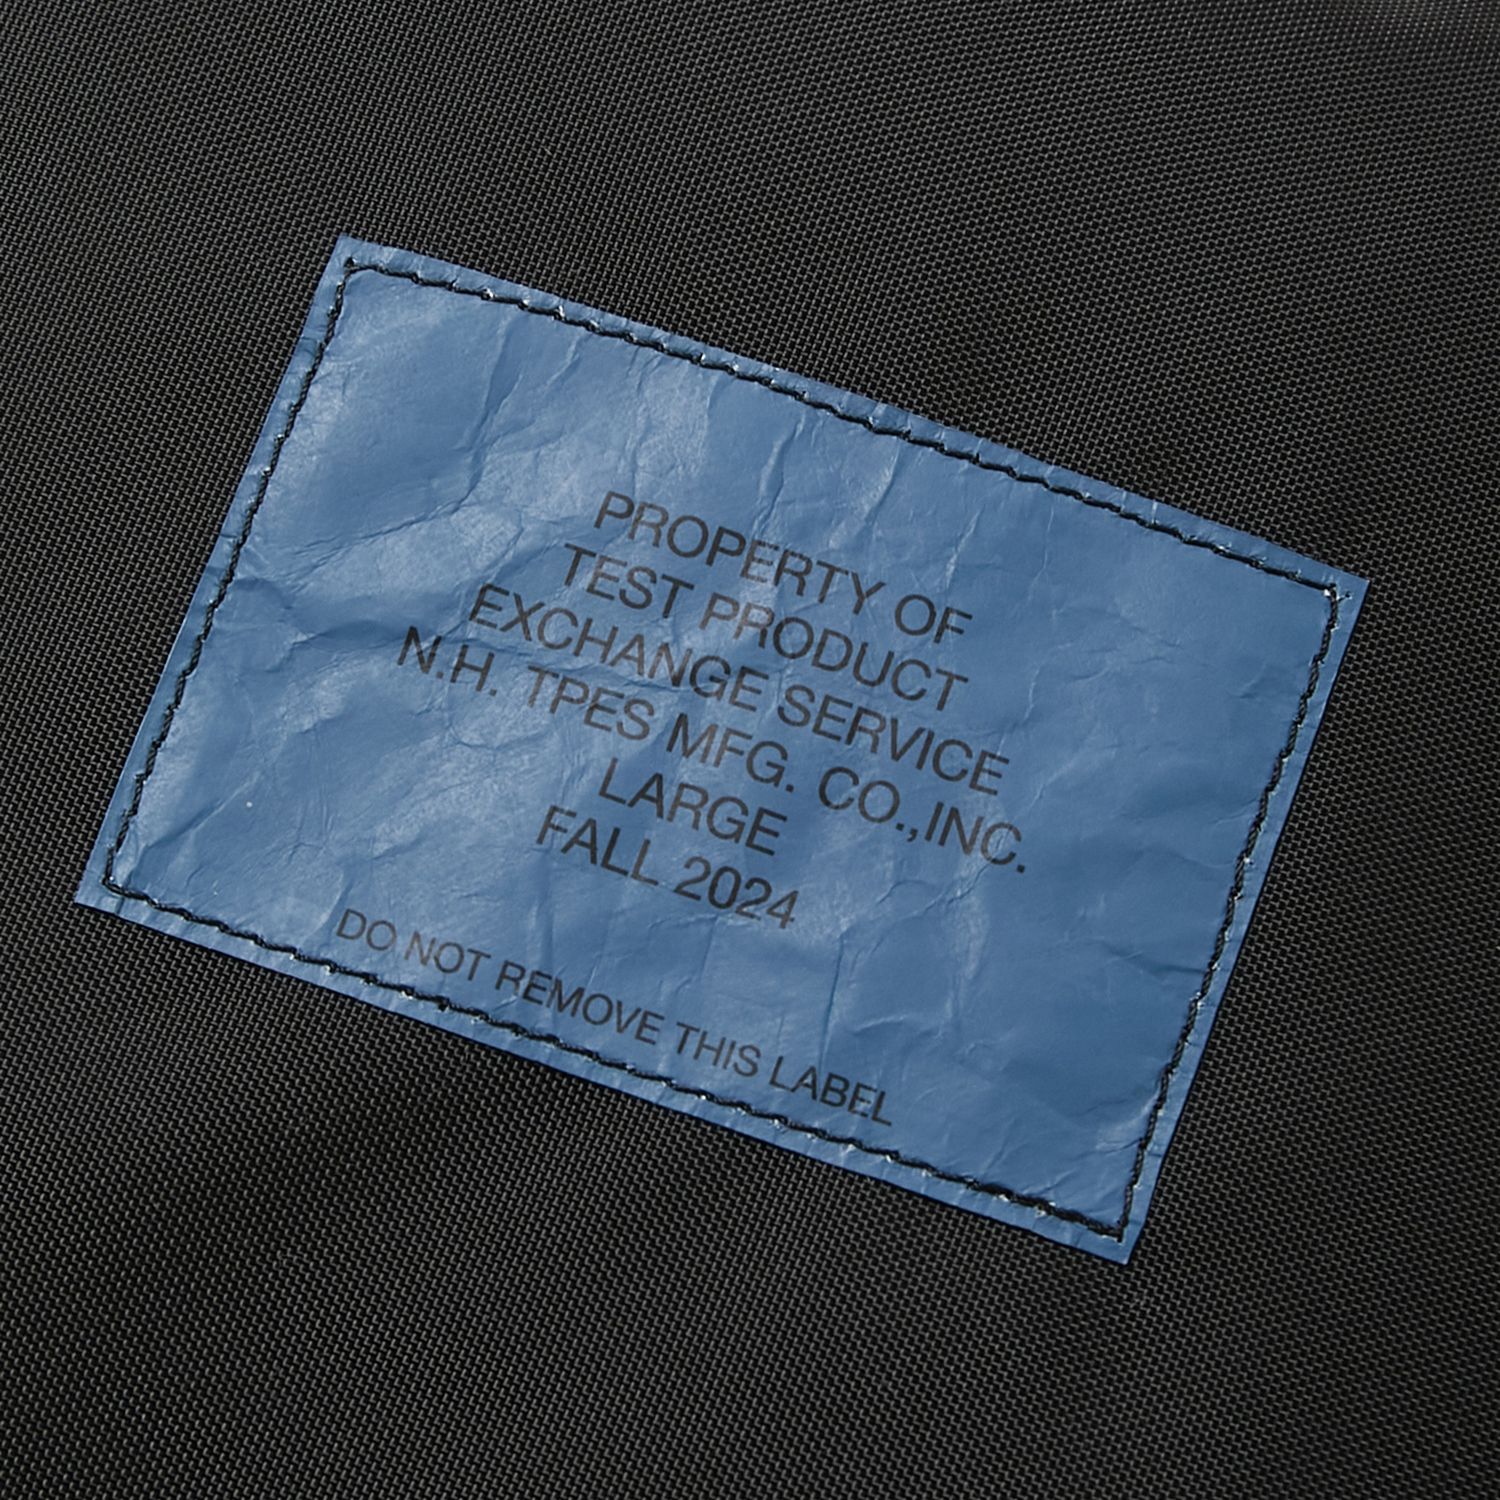 PROPERTY OF
TEST PRODUCT
EXCHANGE SERVICE
N.H. TPES MFG. CO.,INC.
LARGE
FALL 2024
DO NOT REMOVE THIS LABEL